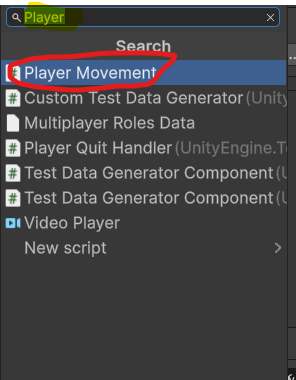 Player
Search
Player Movement
Custom Test Data Generator (Unity
Multiplayer Roles Data
Player Quit Handler (UnityEngine.Te
Test Data Generator Component (U
Test Data Generator Component (U
Video Player
New script